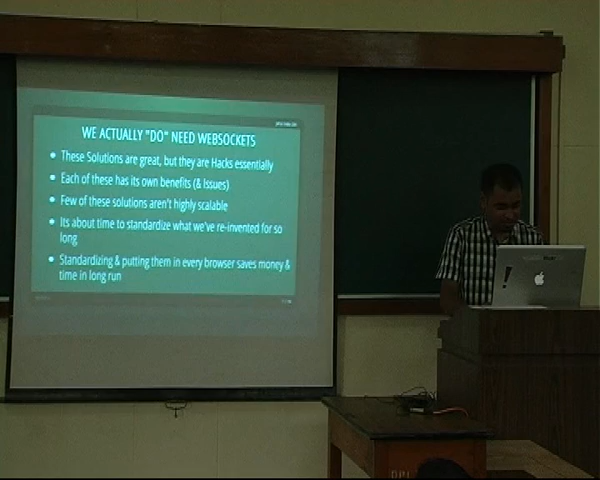 WE ACTUALLY "DO" NEED WEBSOCKETS
These Solutions are great, but they are Hacks essentially
Each of these has its own benefits (& Issues)
Few of these solutions aren't highly scalable
Its about time to standardize what we've re-invented for so
long
Standardizing & putting them in every browser saves money &
time in long run